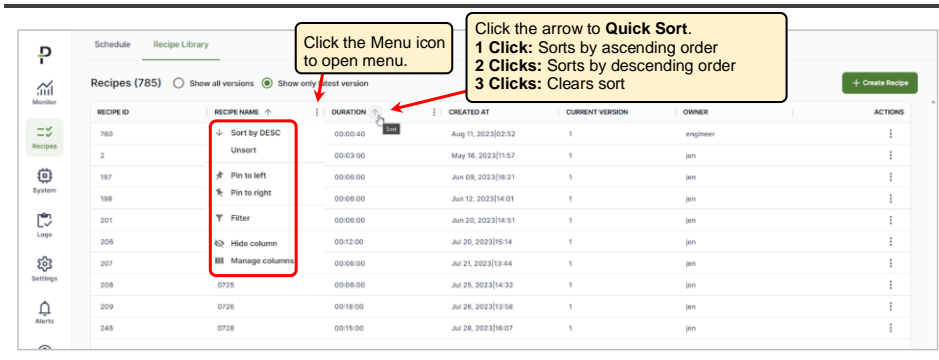 Schedule Recipe Library
Click the Menu icon
to open menu.
Click the arrow to Quick Sort.
1 Click: Sorts by ascending order
2 Clicks: Sorts by descending order
3 Clicks: Clears sort
Recipes (785) Show all versions Show only latest version
+ Create Recipe
Monitor
Recipes
System
Logs
Settings
Alerts
RECIPE ID RECIPE NAME DURATION CREATED AT CURRENT VERSION OWNER ACTIONS
Sort
760 00:00:40 Aug 11, 2023|02:52 1 engineer
2 00:03:00 May 16, 2023|11:57 1 jen
197 00:06:00 Jun 09, 2023|16:21 1 jen
198 00:06:00 Jun 12, 2023|14:01 1 jen
201 00:06:00 Jun 20, 2023|14:51 1 jen
206 00:12:00 Jul 20, 2023|15:14 1 jen
207 00:06:00 Jul 21, 2023|13:44 1 jen
208 0725 00:06:00 Jul 25, 2023|14:32 1 jen
209 0726 00:18:00 Jul 26, 2023|13:58 1 jen
246 0728 00:15:00 Jul 28, 2023|16:07 1 jen
Sort by DESC
Unsort
Pin to left
Pin to right
Filter
Hide column
Manage columns